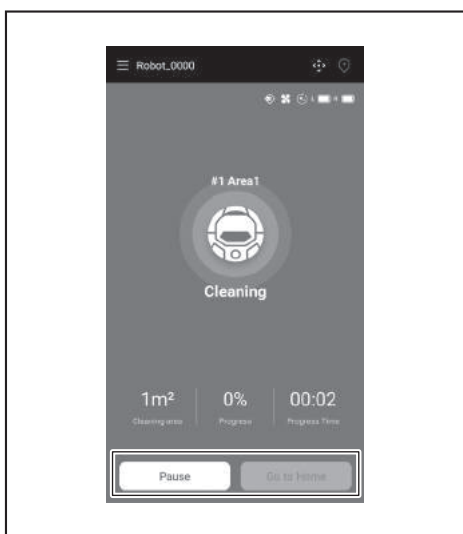 Robot_0000
#1 Area1
Cleaning
1m² 0% 00:02
Cleaning area Progress Progress Time
Pause Go to Home